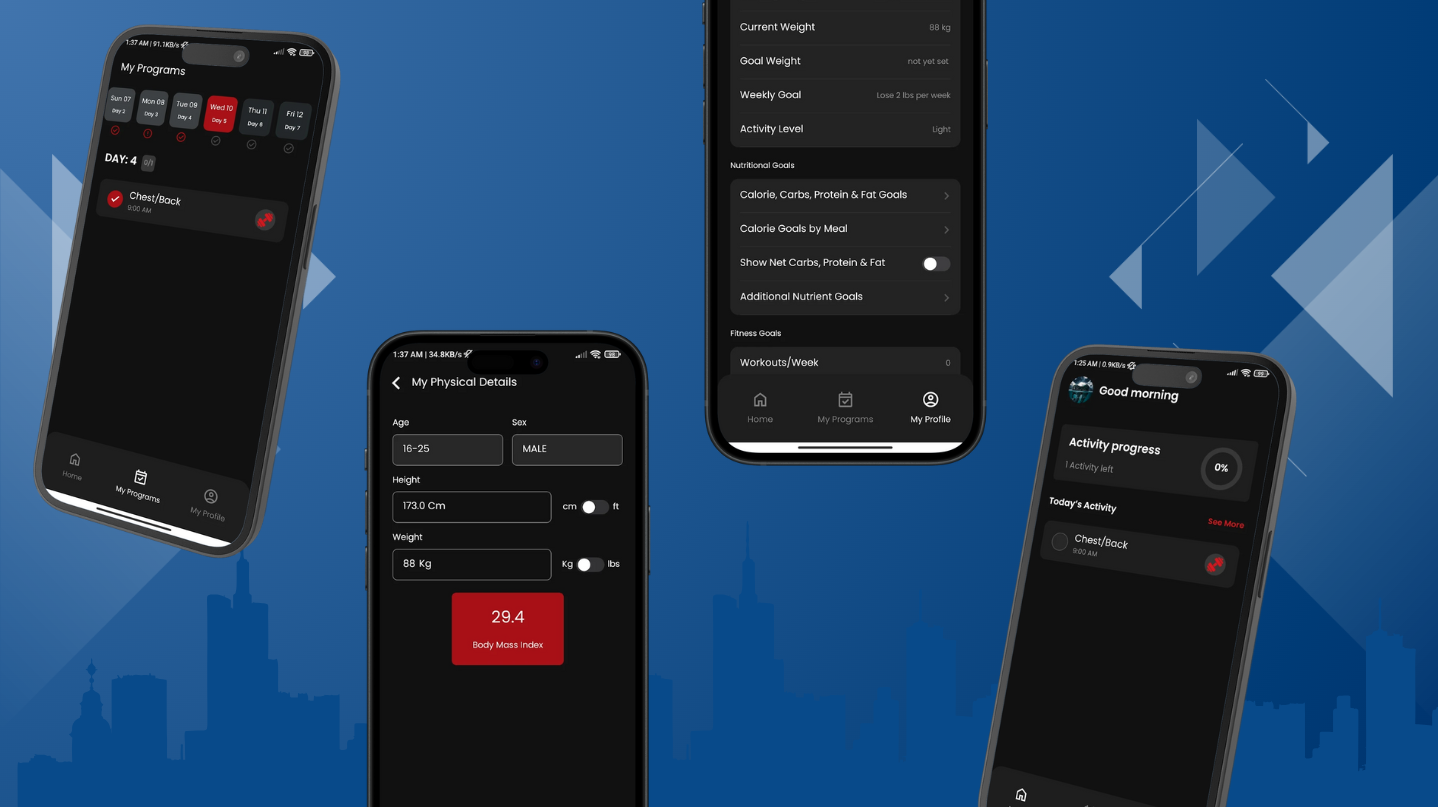 1:37 AM | 91.1KB/s
98
My Programs
Sun 07
Day 2
Mon 08
Day 3
Tue 09
Day 4
Wed 10
Day 5
Thu 11
Day 6
Fri 12
Day 7
DAY: 4
0/1
Chest/Back
9:00 AM
Home
My Programs
My Profile
1:37 AM | 34.8KB/s
98
My Physical Details
Age
Sex
16-25
MALE
Height
173.0 Cm
cm
ft
Weight
88 Kg
Kg
lbs
29.4
Body Mass Index
Current Weight
88 kg
Goal Weight
not yet set
Weekly Goal
Lose 2 lbs per week
Activity Level
Light
Nutritional Goals
Calorie, Carbs, Protein & Fat Goals
Calorie Goals by Meal
Show Net Carbs, Protein & Fat
Additional Nutrient Goals
Fitness Goals
Workouts/Week
0
Home
My Programs
My Profile
1:25 AM | 0.9KB/s
Good morning
Activity progress
1 Activity left
0%
Today's Activity
See More
Chest/Back
9:00 AM